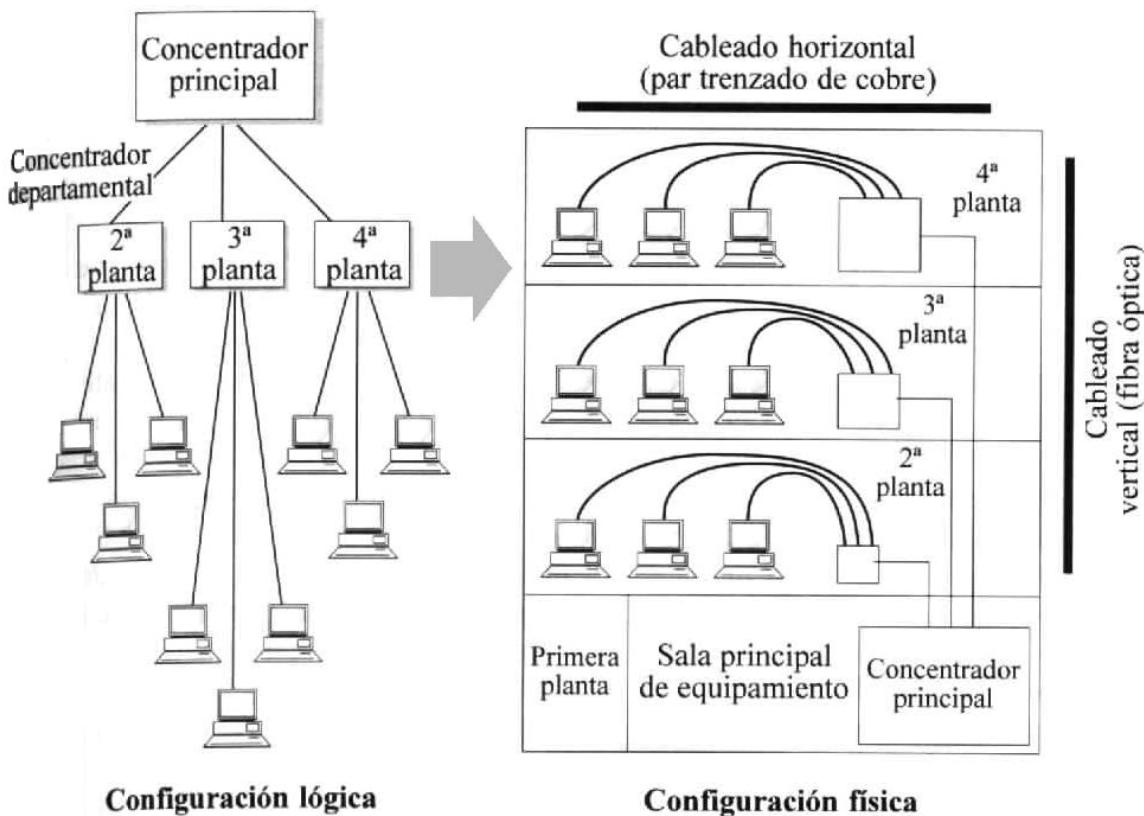 Concentrador
principal
Concentrador
departamental
2ª
planta
3ª
planta
4ª
planta
Configuración lógica
Cableado horizontal
(par trenzado de cobre)
4ª
planta
3ª
planta
2ª
planta
Cableado
vertical (fibra óptica)
Primera
planta
Sala principal
de equipamiento
Concentrador
principal
Configuración física